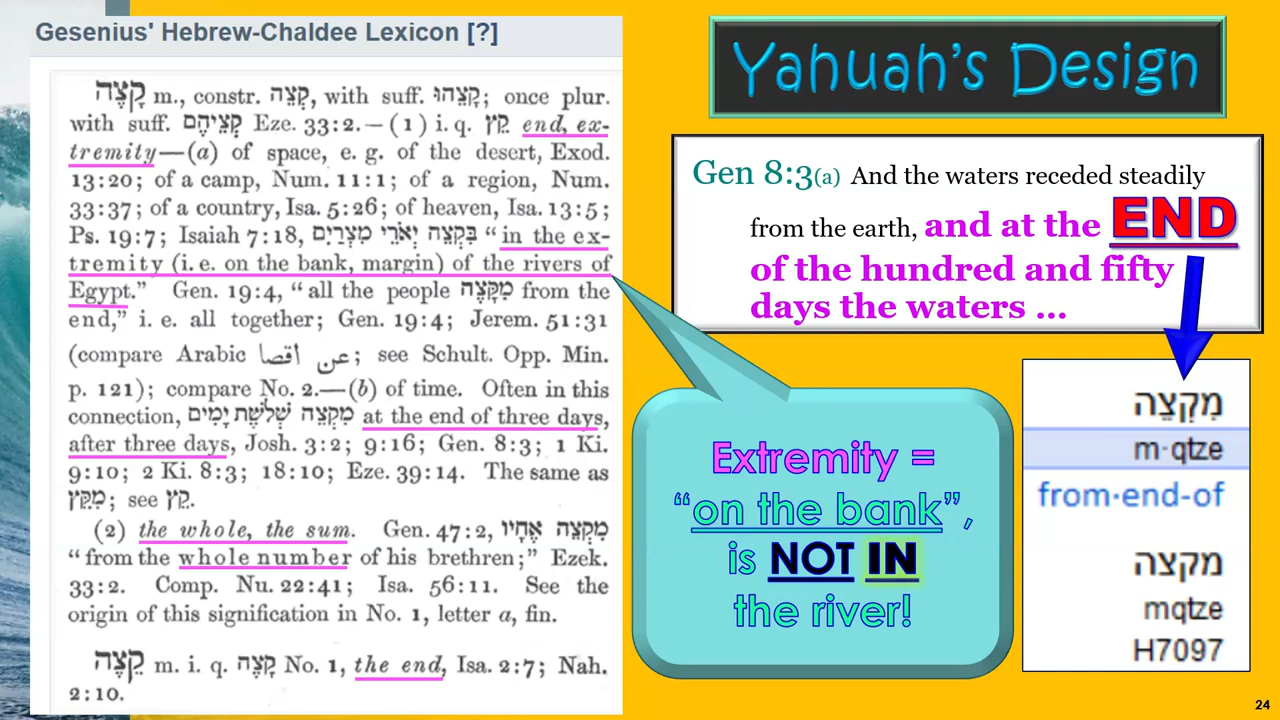 Gesenius' Hebrew-Chaldee Lexicon [?]
קָצֶה m., constr. קְצֵה, with suff. קָצֵהוּ; once plur.
with suff. קְצֵיהֶם Eze. 33:2.—(1) i. q. קֵץ end, ex-
tremity—(a) of space, e. g. of the desert, Exod.
13:20; of a camp, Num. 11:1; of a region, Num.
33:37; of a country, Isa. 5:26; of heaven, Isa. 13:5;
Ps. 19:7; Isaiah 7:18, בִּקְצֵה יְאֹרֵי מִצְרַיִם “in the ex-
tremity (i. e. on the bank, margin) of the rivers of
Egypt.” Gen. 19:4, “all the people מִקָּצֶה from the
end,” i. e. all together; Gen. 19:4; Jerem. 51:31
(compare Arabic عن أقصا; see Schult. Opp. Min.
p. 121); compare No. 2.—(b) of time. Often in this
connection, מִקְצֵה שְׁלֹשֶׁת יָמִים at the end of three days,
after three days, Josh. 3:2; 9:16; Gen. 8:3; 1 Ki.
9:10; 2 Ki. 8:3; 18:10; Eze. 39:14. The same as
מִקֵּץ; see קֵץ.
(2) the whole, the sum. Gen. 47:2, מִקְצֵה אֶחָיו
“from the whole number of his brethren;” Ezek.
33:2. Comp. Nu. 22:41; Isa. 56:11. See the
origin of this signification in No. 1, letter a, fin.
קֵצֶה m. i. q. קָצֶה No. 1, the end, Isa. 2:7; Nah.
2:10.
Yahuah's Design
Gen 8:3(a) And the waters receded steadily
from the earth, and at the END
of the hundred and fifty
days the waters ...
Extremity =
“on the bank”,
is NOT IN
the river!
מִקְצֵה
m·qtze
from·end-of
מקצה
mqtze
H7097
24